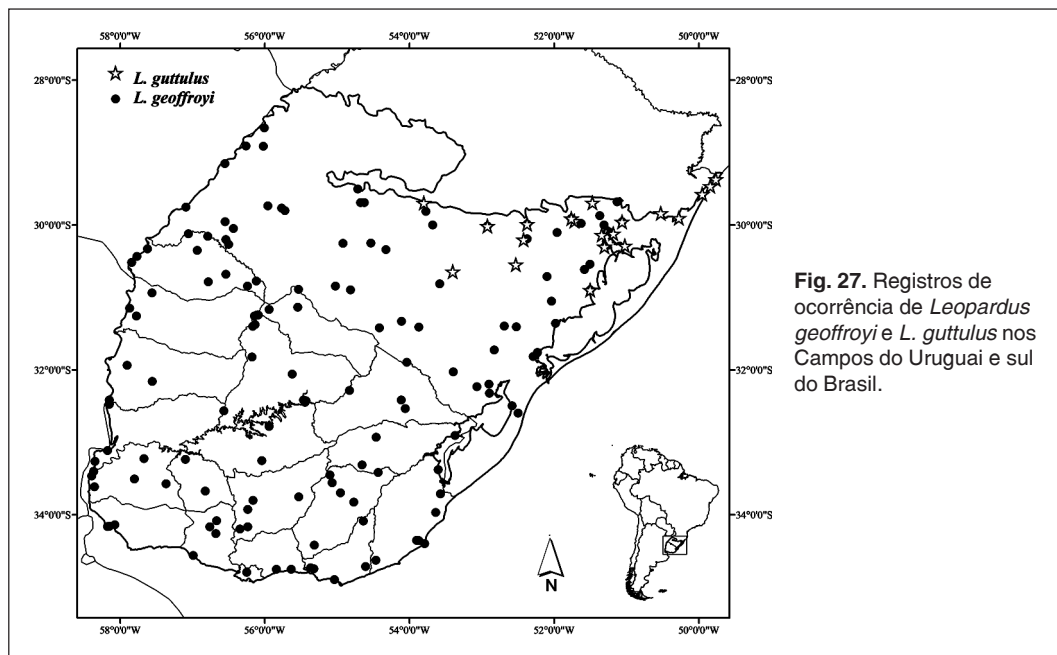 58°0'0"W 56°0'0"W 54°0'0"W 52°0'0"W 50°0'0"W
L. guttulus
L. geoffroyi
28°0'0"S 28°0'0"S
30°0'0"S 30°0'0"S
32°0'0"S 32°0'0"S
34°0'0"S 34°0'0"S
N
58°0'0"W 56°0'0"W 54°0'0"W 52°0'0"W 50°0'0"W
Fig. 27. Registros de
ocorrência de Leopardus
geoffroyi e L. guttulus nos
Campos do Uruguai e sul
do Brasil.